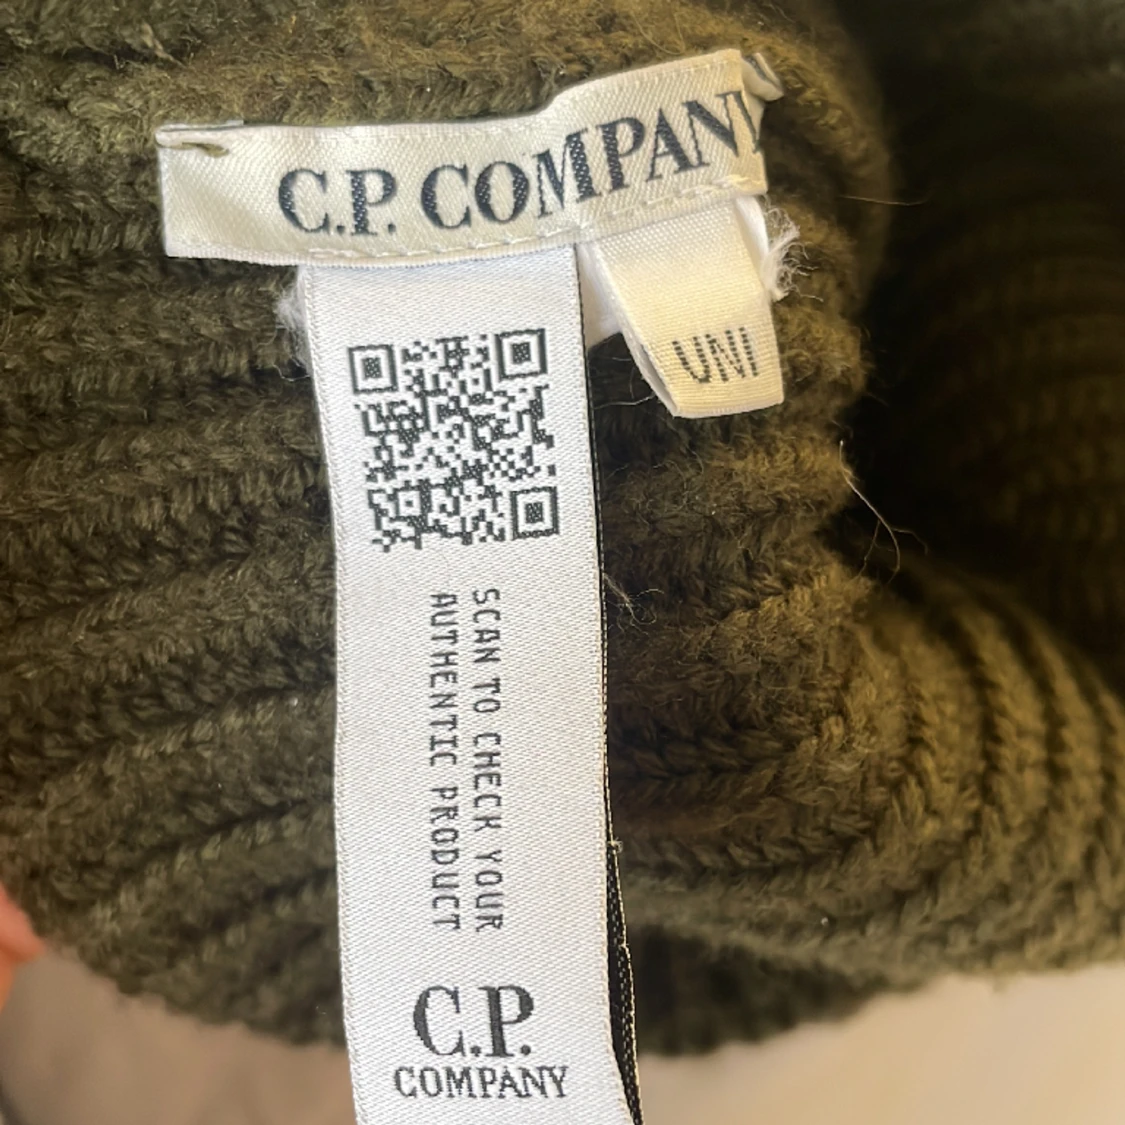 C.P. COMPANY
UNI
SCAN TO CHECK YOUR
AUTHENTIC PRODUCT
C.P.
COMPANY